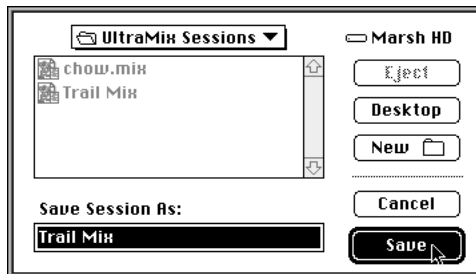 UltraMix Sessions
Marsh HD
chow.mix
Trail Mix
Eject
Desktop
New
Save Session As:
Trail Mix
Cancel
Save